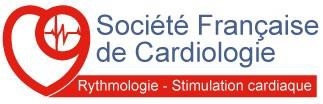 Société Française
de Cardiologie
Rythmologie - Stimulation cardiaque